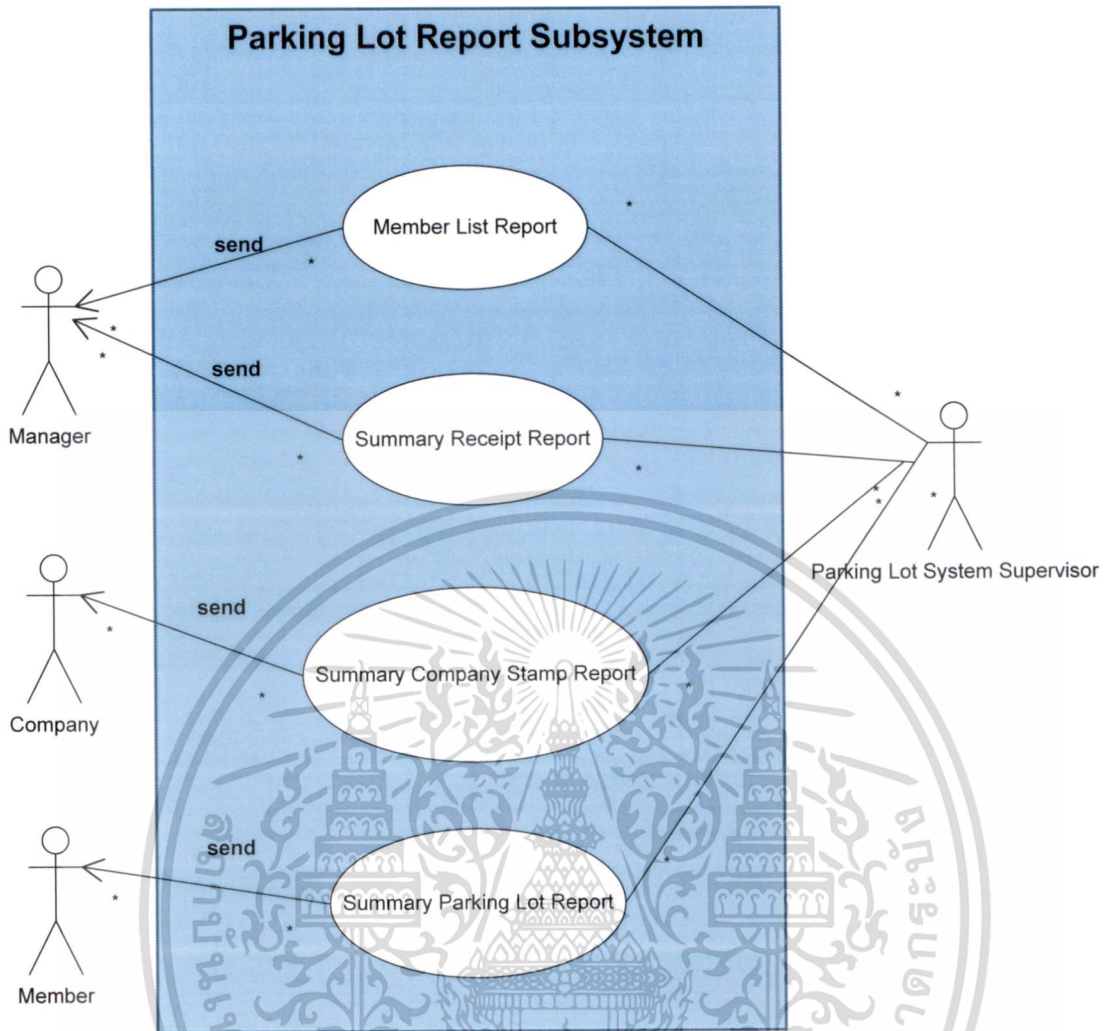 Parking Lot Report Subsystem
Member List Report
*
send
*
*
*
Manager
send
Summary Receipt Report
*
*
*
*
*
*
Parking Lot System Supervisor
send
Summary Company Stamp Report
*
*
*
Company
send
Summary Parking Lot Report
*
*
*
Member